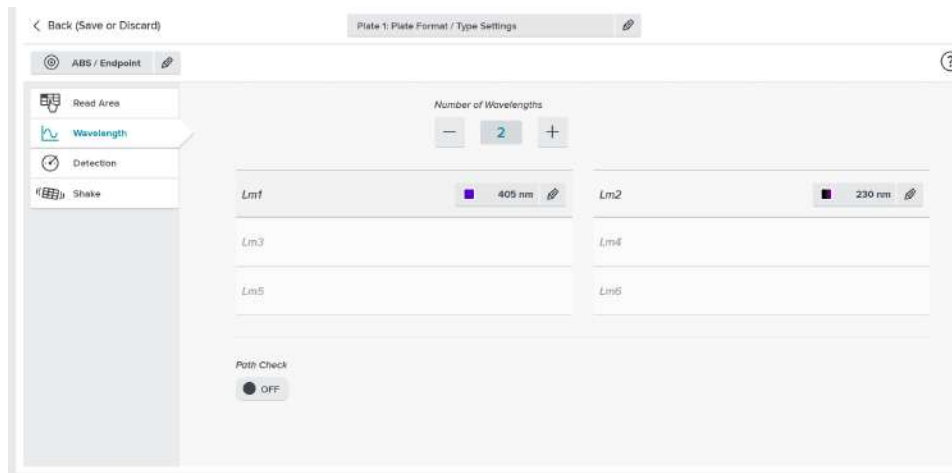 Back (Save or Discard)
Plate 1: Plate Format / Type Settings
ABS / Endpoint
?
Read Area
Wavelength
Detection
Shake
Number of Wavelengths
− 2 +
Lm1 405 nm
Lm2 230 nm
Lm3
Lm4
Lm5
Lm6
Path Check
OFF